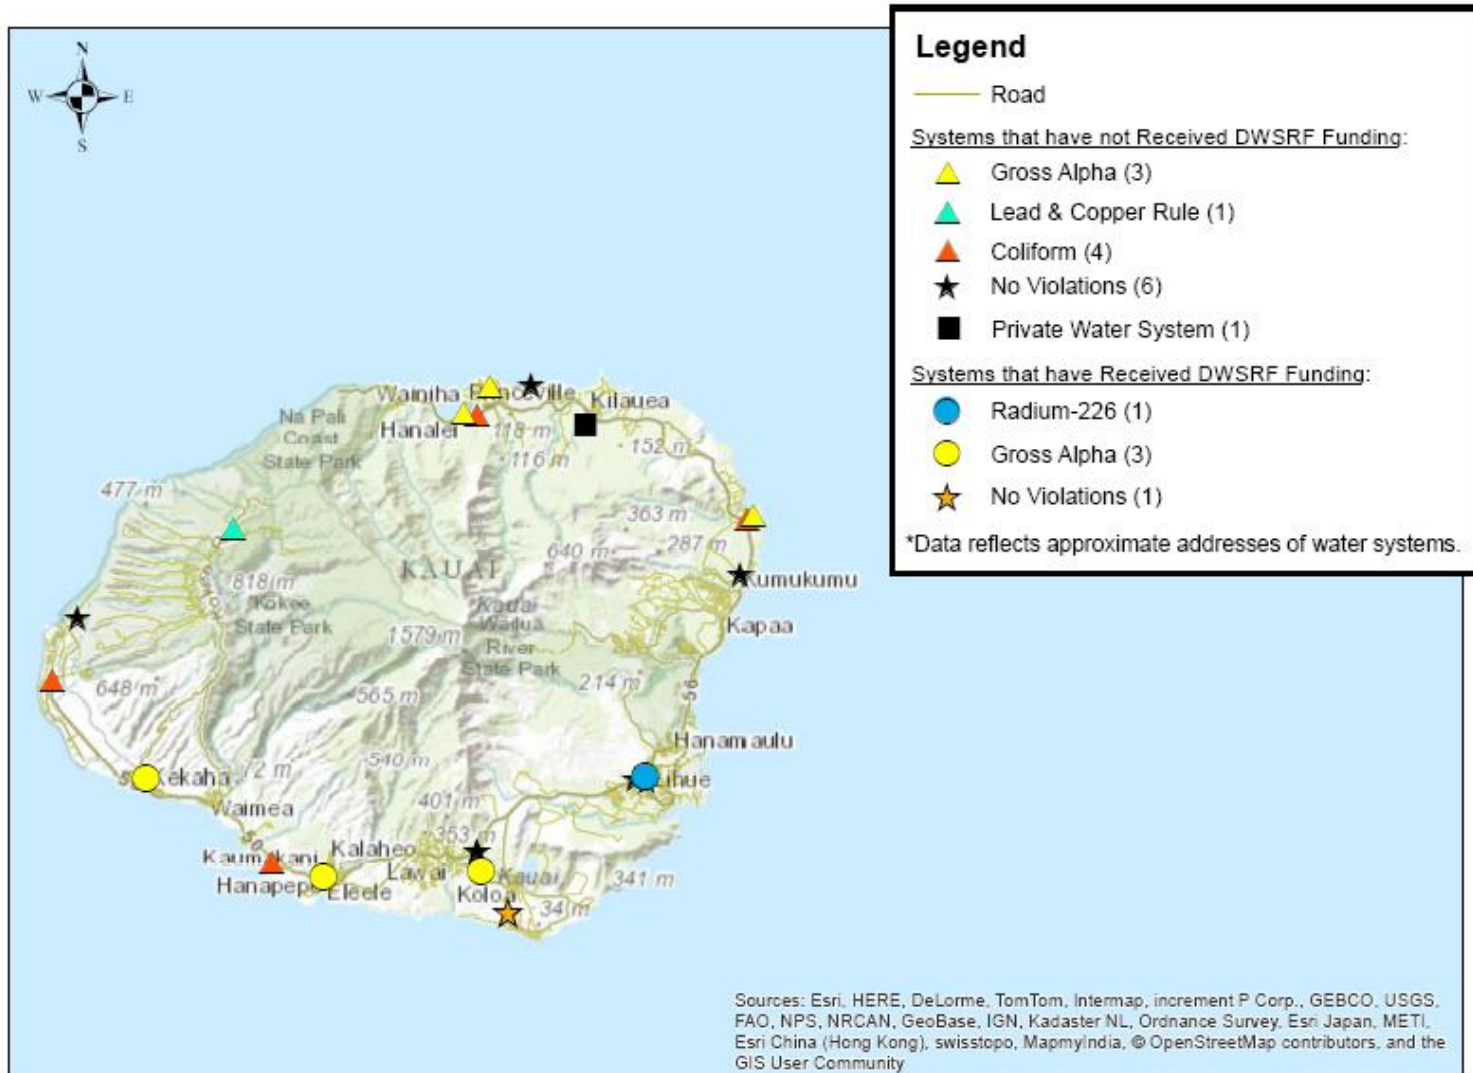 N
W E
S
Legend
Road
Systems that have not Received DWSRF Funding:
Gross Alpha (3)
Lead & Copper Rule (1)
Coliform (4)
No Violations (6)
Private Water System (1)
Systems that have Received DWSRF Funding:
Radium-226 (1)
Gross Alpha (3)
No Violations (1)
*Data reflects approximate addresses of water systems.
Wainiha
Kilauea
Na Pali
Coast
State Park
118 m
116 m
152 m
477 m
363 m
287 m
640 m
KAUAI
Kumukumu
818 m
Kokee
State Park
Kauai
Wailua
River
State Park
1579 m
Kapaa
648 m
565 m
214 m
56
Hanamaulu
540 m
Kekaha
72 m
Lihue
401 m
Waimea
50
353 m
Kalaheo
Lawai
Kauai
341 m
Eleele
Koloa
34 m
Sources: Esri, HERE, DeLorme, TomTom, Intermap, increment P Corp., GEBCO, USGS,
FAO, NPS, NRCAN, GeoBase, IGN, Kadaster NL, Ordnance Survey, Esri Japan, METI,
Esri China (Hong Kong), swisstopo, MapmyIndia, © OpenStreetMap contributors, and the
GIS User Community